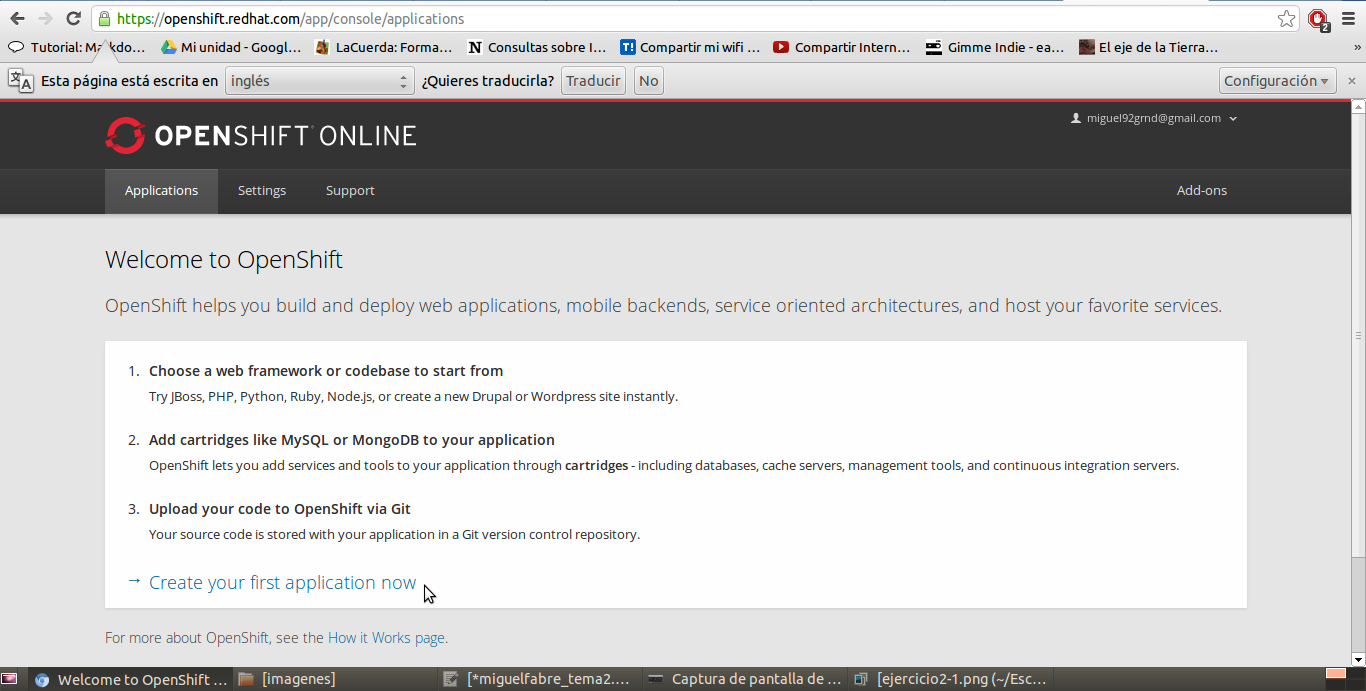 https://openshift.redhat.com/app/console/applications
2
Tutorial: Markdo... Mi unidad - Googl... LaCuerda: Forma... Consultas sobre I... Compartir mi wifi ... Compartir Intern... Gimme Indie - ea... El eje de la Tierra... »
Esta página está escrita en inglés ¿Quieres traducirla? Traducir No Configuración
OPENSHIFT ONLINE
miguel92grnd@gmail.com
Applications Settings Support Add-ons
Welcome to OpenShift
OpenShift helps you build and deploy web applications, mobile backends, service oriented architectures, and host your favorite services.
1. Choose a web framework or codebase to start from
Try JBoss, PHP, Python, Ruby, Node.js, or create a new Drupal or Wordpress site instantly.
2. Add cartridges like MySQL or MongoDB to your application
OpenShift lets you add services and tools to your application through cartridges - including databases, cache servers, management tools, and continuous integration servers.
3. Upload your code to OpenShift via Git
Your source code is stored with your application in a Git version control repository.
→ Create your first application now
For more about OpenShift, see the How it Works page.
Welcome to OpenShift ... [imagenes] [*miguelfabre_tema2.... Captura de pantalla de ... [ejercicio2-1.png (~/Esc...